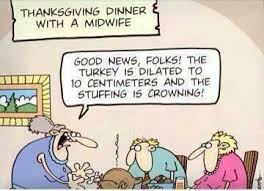 THANKSGIVING DINNER
WITH A MIDWIFE
GOOD NEWS, FOLKS! THE
TURKEY IS DILATED TO
10 CENTIMETERS AND THE
STUFFING IS CROWNING!